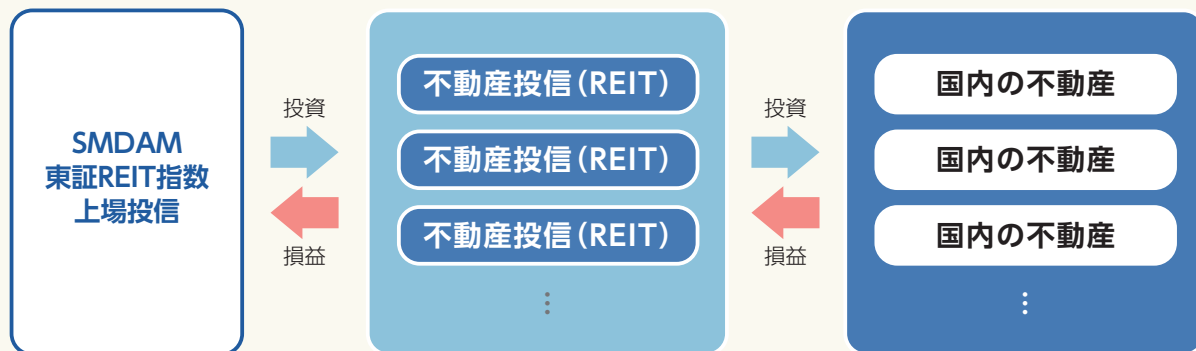 SMDAM
東証REIT指数
上場投信
投資
損益
不動産投信（REIT）
不動産投信（REIT）
不動産投信（REIT）
⋮
投資
損益
国内の不動産
国内の不動産
国内の不動産
⋮